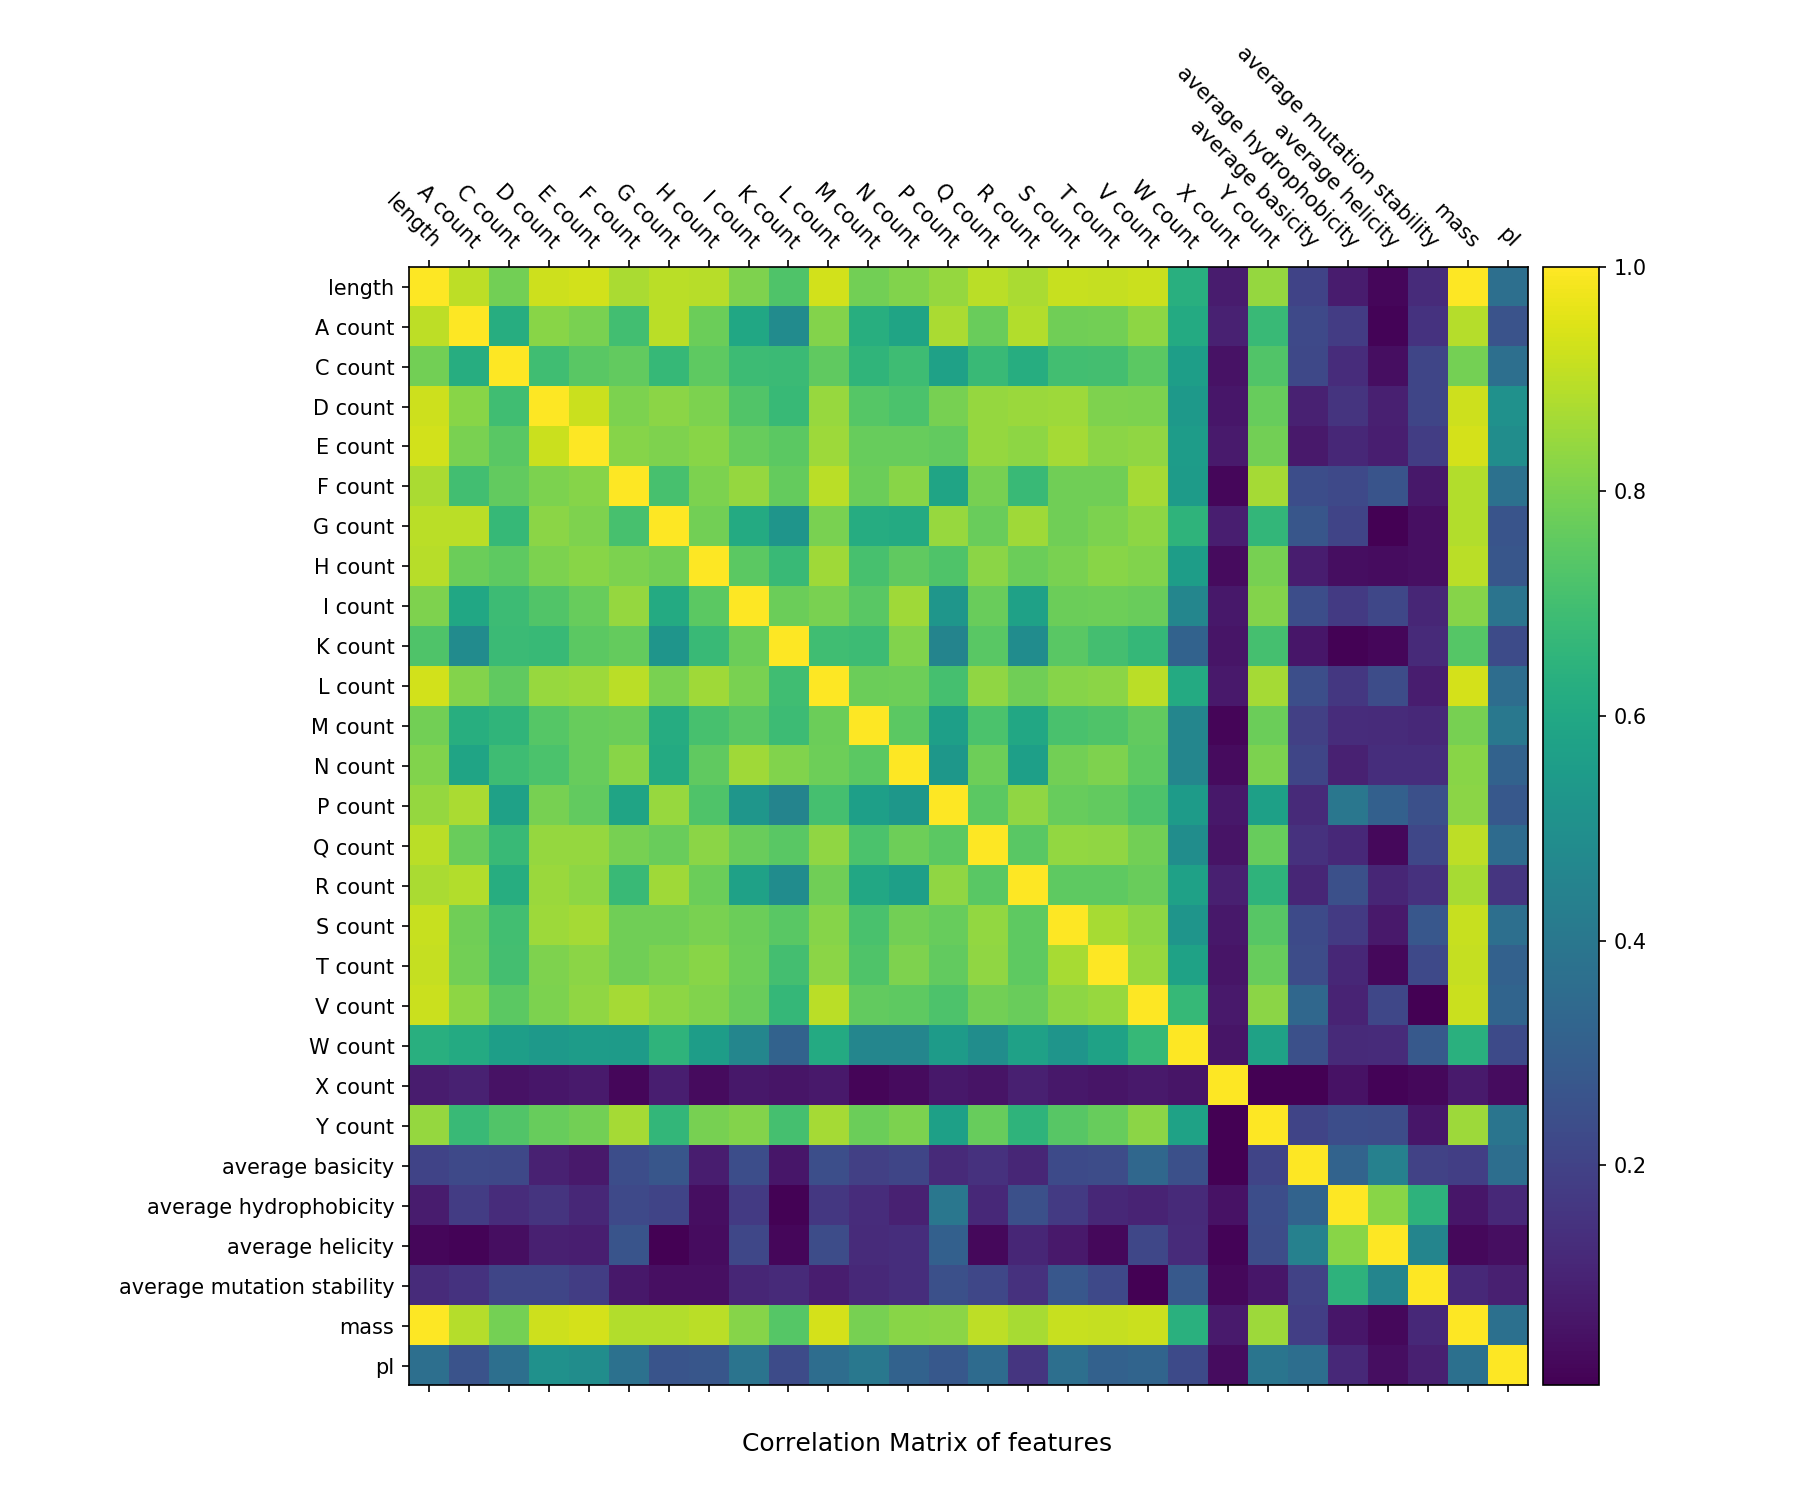 length
A count
C count
D count
E count
F count
G count
H count
I count
K count
L count
M count
N count
P count
Q count
R count
S count
T count
V count
W count
X count
Y count
average basicity
average hydrophobicity
average helicity
average mutation stability
mass
pI
length
A count
C count
D count
E count
F count
G count
H count
I count
K count
L count
M count
N count
P count
Q count
R count
S count
T count
V count
W count
X count
Y count
average basicity
average hydrophobicity
average helicity
average mutation stability
mass
pI
1.0
0.8
0.6
0.4
0.2
Correlation Matrix of features